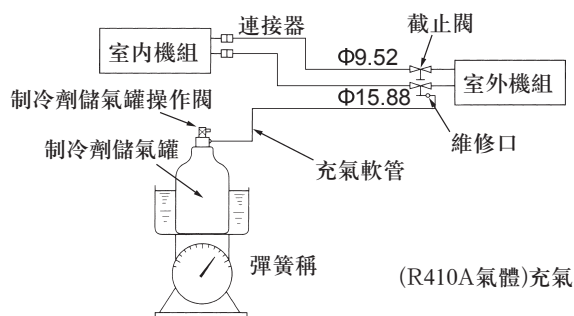 連接器
截止閥
室内機組
Φ9.52
室外機組
Φ15.88
制冷劑儲氣罐操作閥
維修口
制冷劑儲氣罐
充氣軟管
彈簧稱
(R410A氣體)充氣